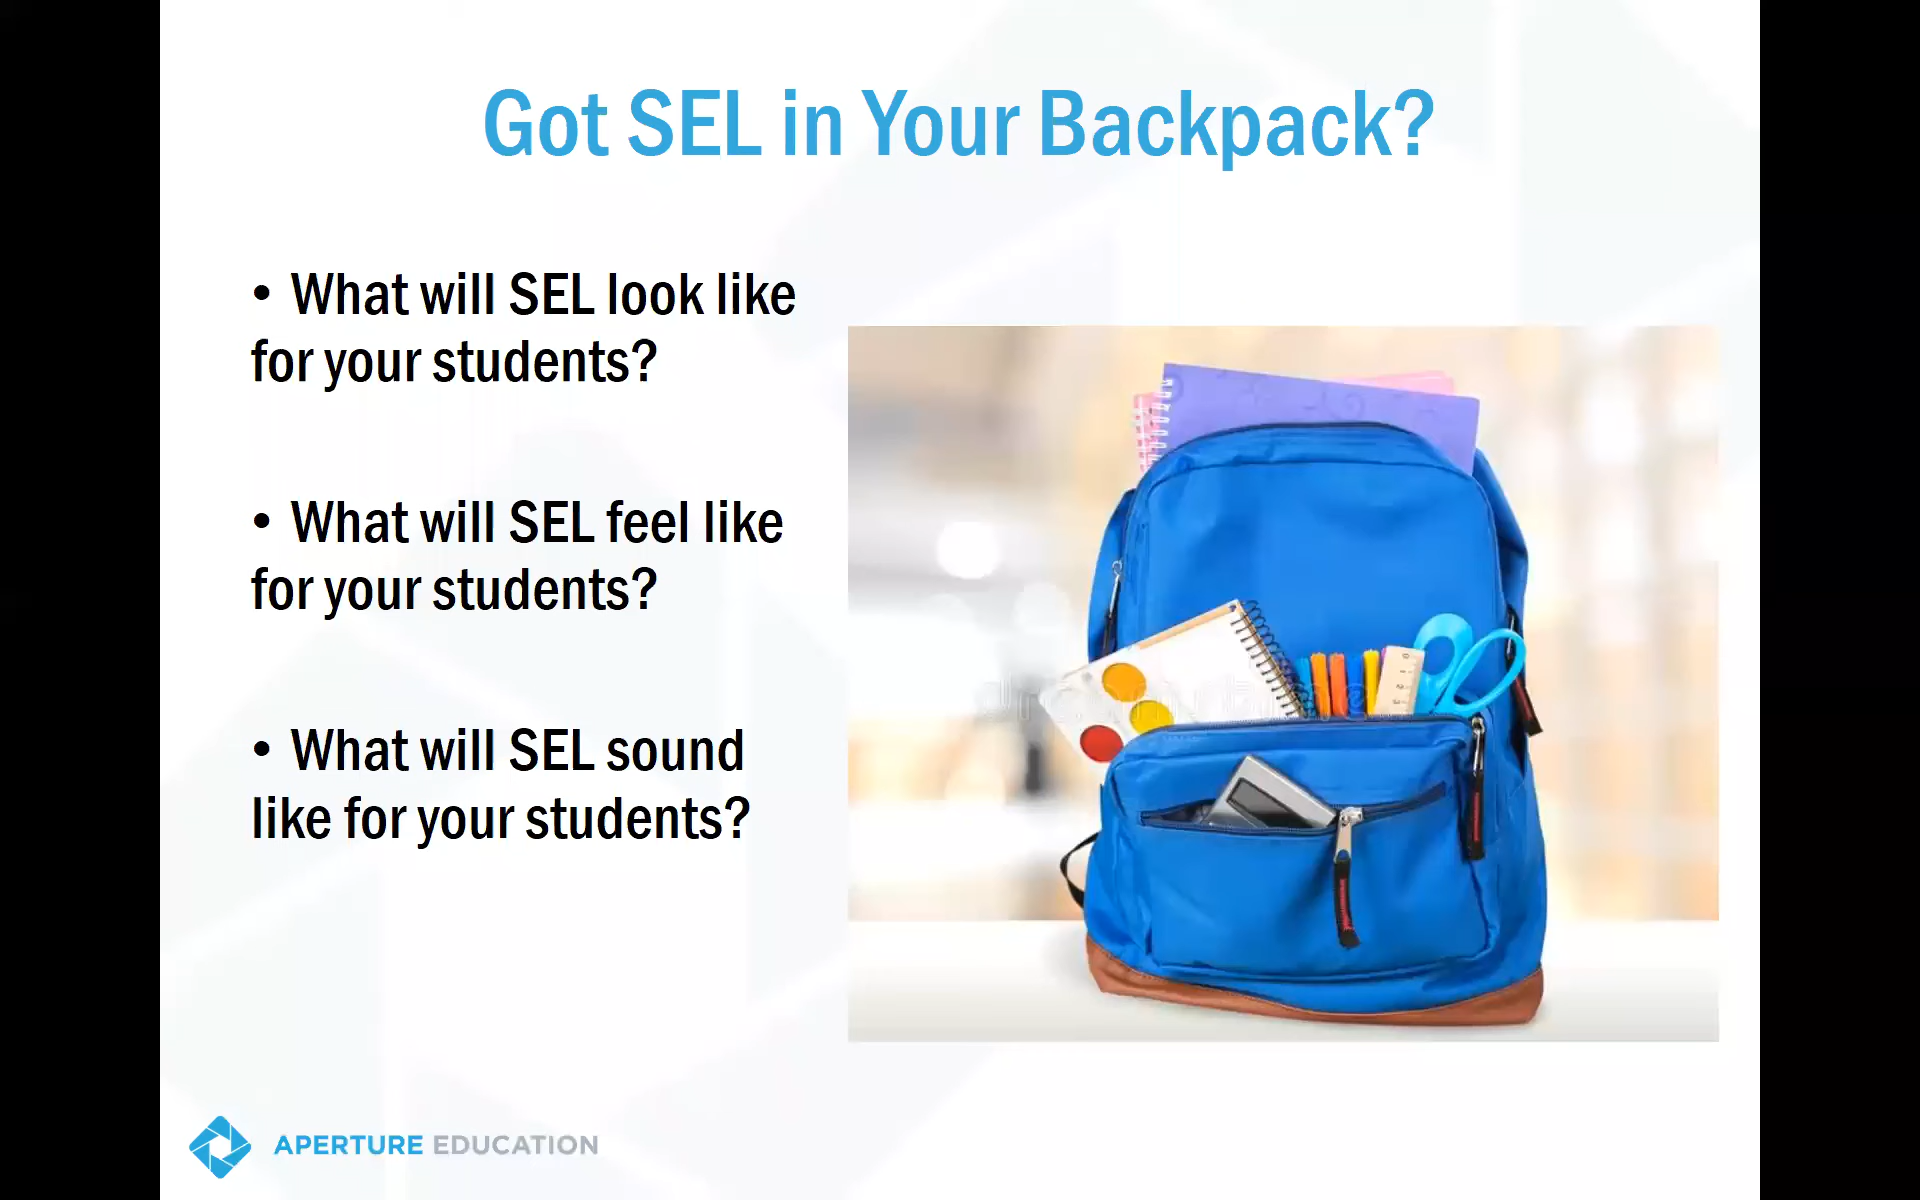 Got SEL in Your Backpack?
• What will SEL look like
for your students?
• What will SEL feel like
for your students?
• What will SEL sound
like for your students?
dreamstime
APERTURE EDUCATION